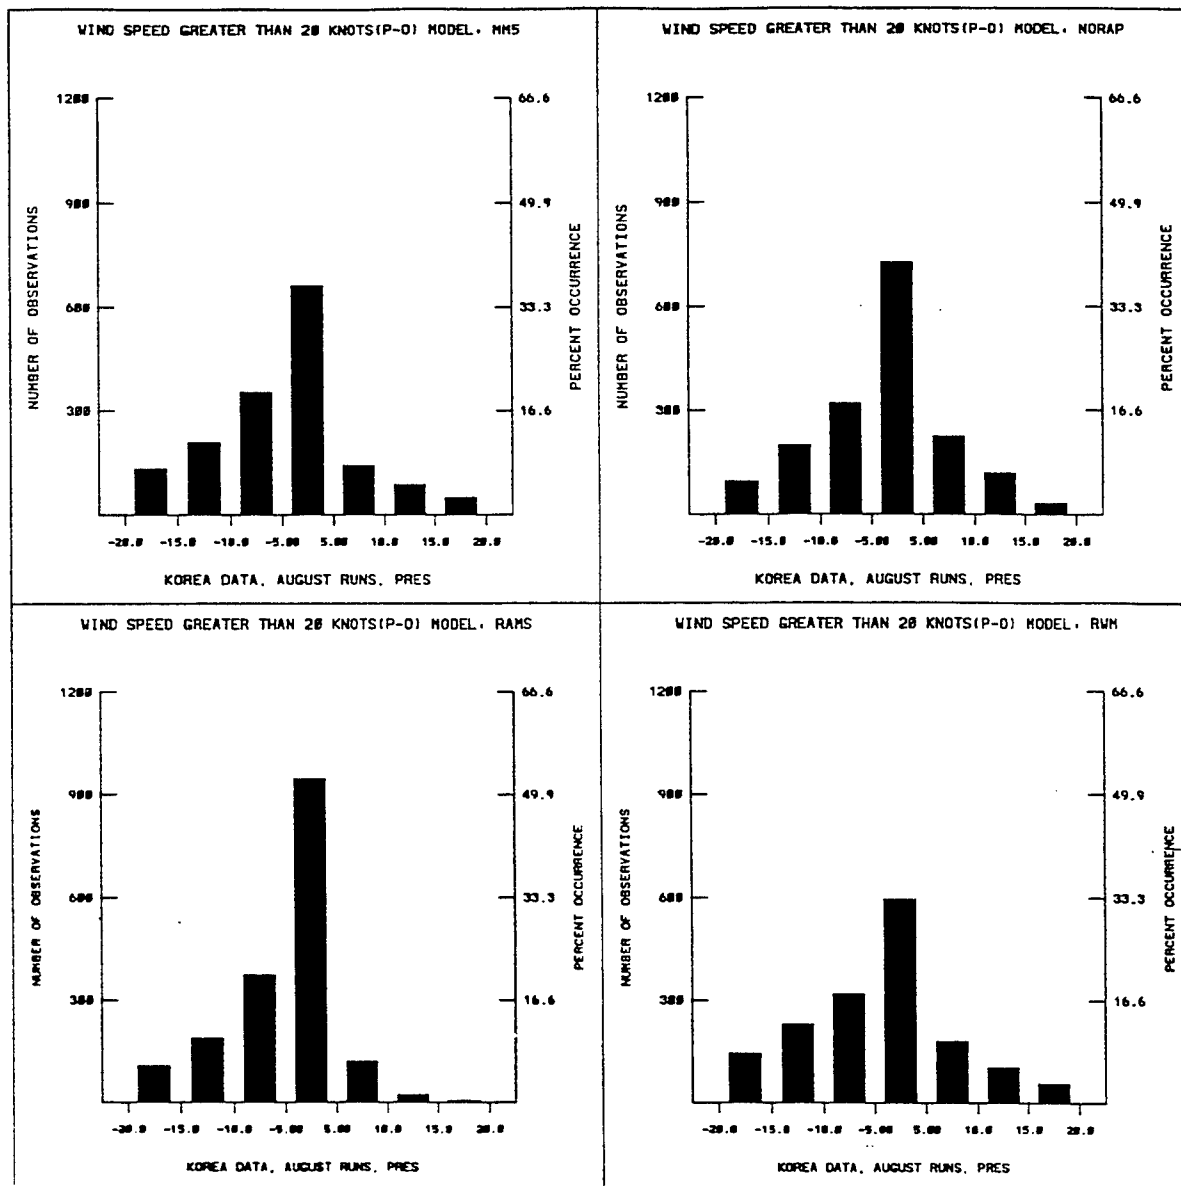 WIND SPEED GREATER THAN 20 KNOTS(P-O) MODEL, MM5
1200
900
600
300
NUMBER OF OBSERVATIONS
66.6
49.9
33.3
16.6
PERCENT OCCURRENCE
-20.0 -15.0 -10.0 -5.00 5.00 10.0 15.0 20.0
KOREA DATA, AUGUST RUNS, PRES
WIND SPEED GREATER THAN 20 KNOTS(P-O) MODEL, NORAP
1200
900
600
300
NUMBER OF OBSERVATIONS
66.6
49.9
33.3
16.6
PERCENT OCCURRENCE
-20.0 -15.0 -10.0 -5.00 5.00 10.0 15.0 20.0
KOREA DATA, AUGUST RUNS, PRES
WIND SPEED GREATER THAN 20 KNOTS(P-O) MODEL, RAMS
1200
900
600
300
NUMBER OF OBSERVATIONS
66.6
49.9
33.3
16.6
PERCENT OCCURRENCE
-20.0 -15.0 -10.0 -5.00 5.00 10.0 15.0 20.0
KOREA DATA, AUGUST RUNS, PRES
WIND SPEED GREATER THAN 20 KNOTS(P-O) MODEL, RWM
1200
900
600
300
NUMBER OF OBSERVATIONS
66.6
49.9
33.3
16.6
PERCENT OCCURRENCE
-20.0 -15.0 -10.0 -5.00 5.00 10.0 15.0 20.0
KOREA DATA, AUGUST RUNS, PRES